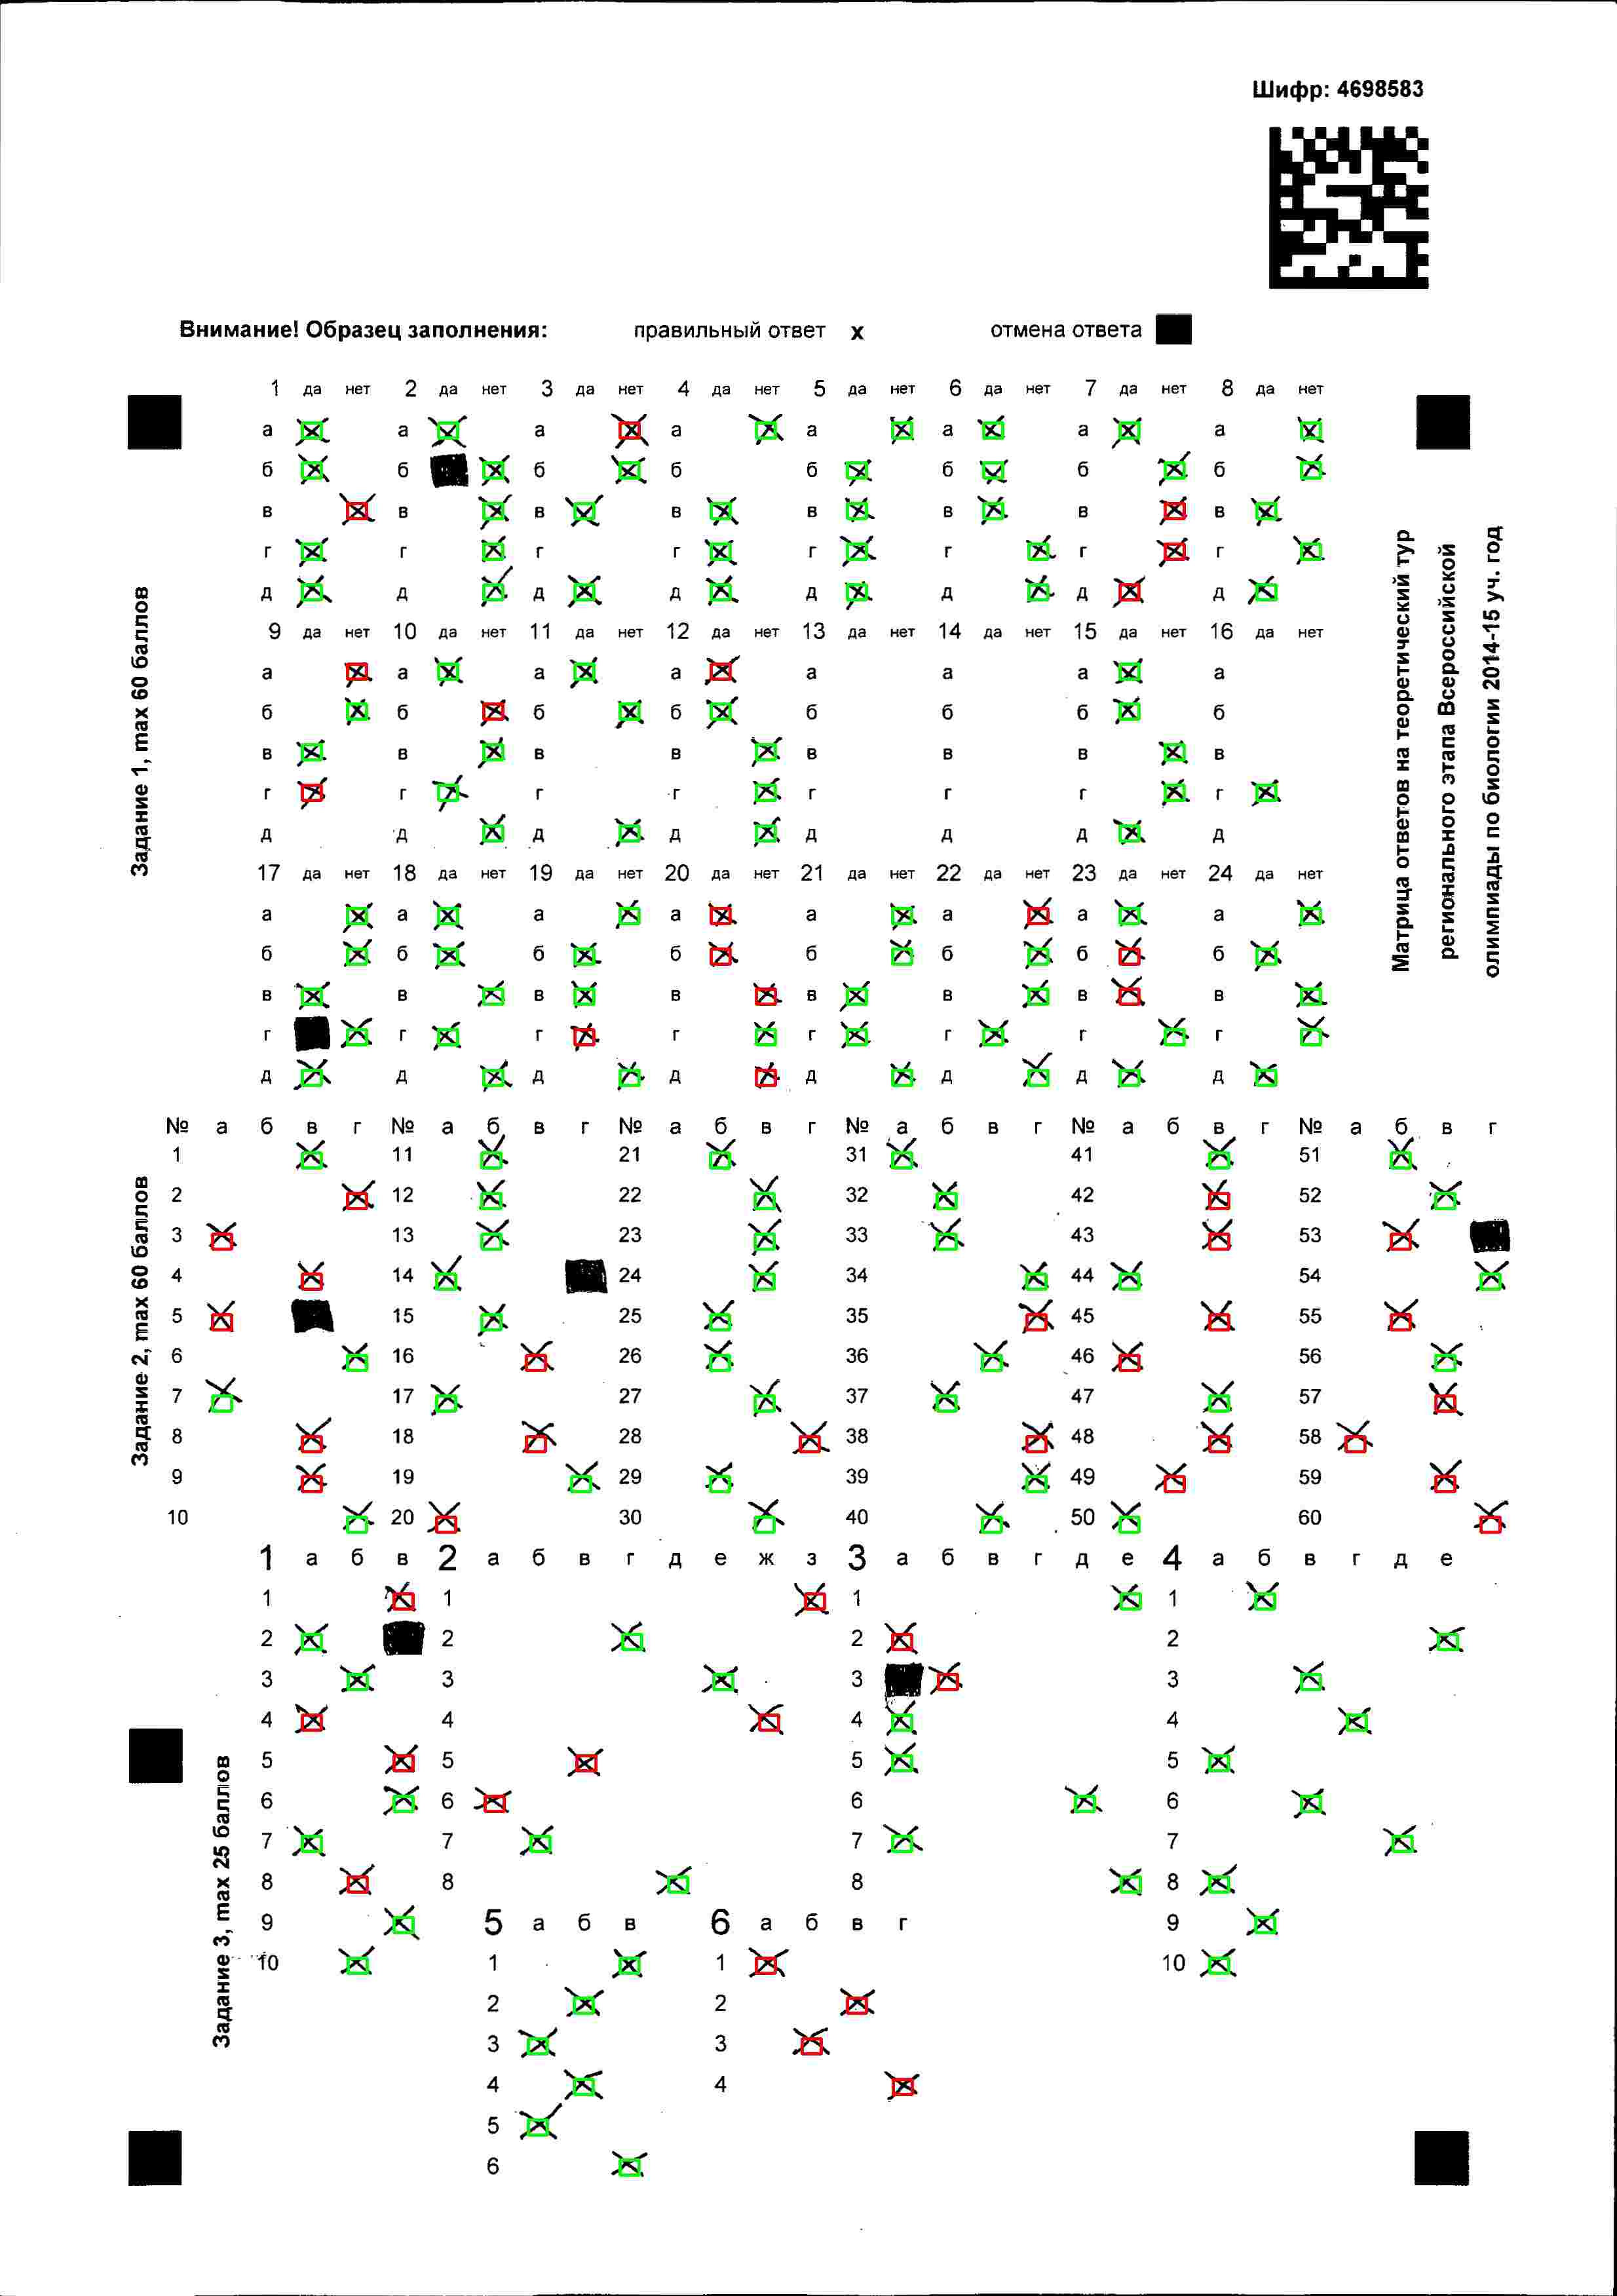 Шифр: 4698583
Внимание! Образец заполнения: правильный ответ х отмена ответа
Матрица ответов на теоретический тур
регионального этапа Всероссийской
олимпиады по биологии 2014-15 уч. год
Задание 1, max 60 баллов
1 да нет 2 да нет 3 да нет 4 да нет 5 да нет 6 да нет 7 да нет 8 да нет
а а а а а а а а
б б б б б б б б
в в в в в в в в
г г г г г г г г
д д д д д д д д
9 да нет 10 да нет 11 да нет 12 да нет 13 да нет 14 да нет 15 да нет 16 да нет
а а а а а а а а
б б б б б б б б
в в в в в в в в
г г г г г г г г
д д д д д д д д
17 да нет 18 да нет 19 да нет 20 да нет 21 да нет 22 да нет 23 да нет 24 да нет
а а а а а а а а
б б б б б б б б
в в в в в в в в
г г г г г г г г
д д д д д д д д
Задание 2, max 60 баллов
№ а б в г № а б в г № а б в г № а б в г № а б в г № а б в г
1 11 21 31 41 51
2 12 22 32 42 52
3 13 23 33 43 53
4 14 24 34 44 54
5 15 25 35 45 55
6 16 26 36 46 56
7 17 27 37 47 57
8 18 28 38 48 58
9 19 29 39 49 59
10 20 30 40 50 60
Задание 3, max 25 баллов
1 а б в 2 а б в г д е ж з 3 а б в г д е 4 а б в г д е
1 1 1 1
2 2 2 2
3 3 3 3
4 4 4 4
5 5 5 5
6 6 6 6
7 7 7 7
8 8 8 8
9 5 а б в 6 а б в г 9
10 1 1 10
2 2
3 3
4 4
5
6